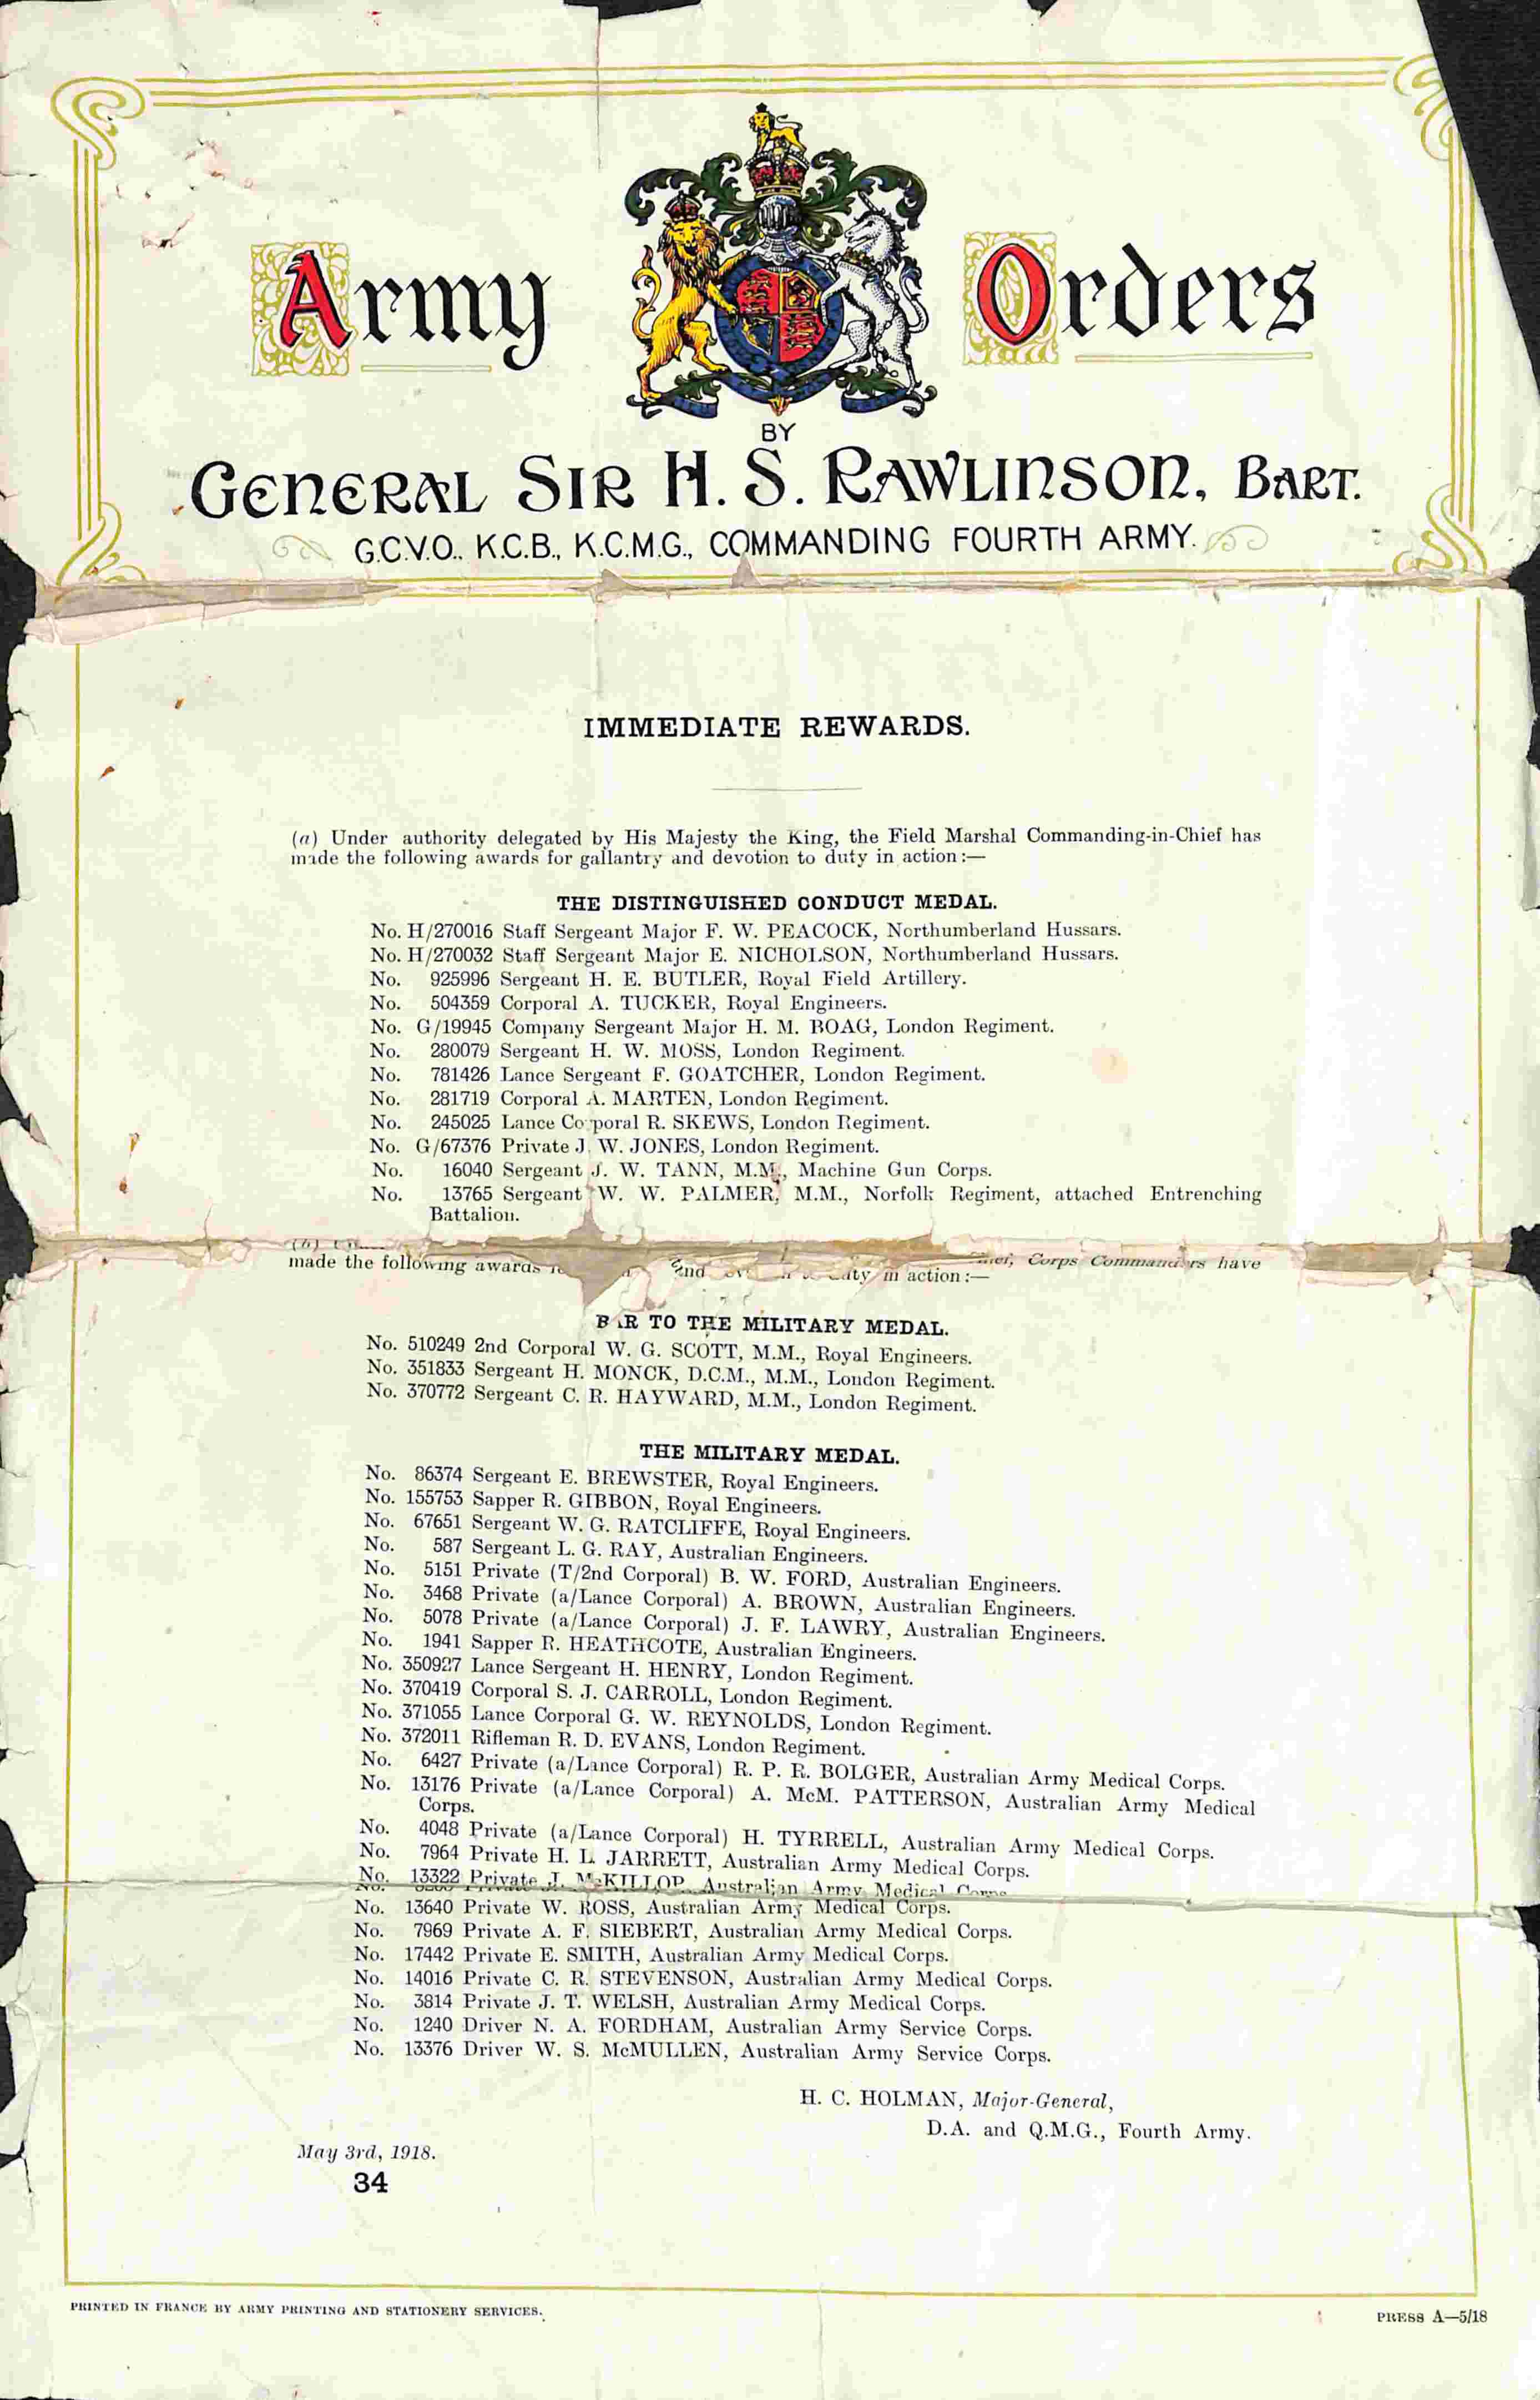 Army Orders
BY
GENERAL SIR H. S. RAWLINSON, BART.
G.C.V.O., K.C.B., K.C.M.G., COMMANDING FOURTH ARMY.
IMMEDIATE REWARDS.
(a) Under authority delegated by His Majesty the King, the Field Marshal Commanding-in-Chief has
made the following awards for gallantry and devotion to duty in action:—
THE DISTINGUISHED CONDUCT MEDAL.
No. H/270016 Staff Sergeant Major F. W. PEACOCK, Northumberland Hussars.
No. H/270032 Staff Sergeant Major E. NICHOLSON, Northumberland Hussars.
No. 925996 Sergeant H. E. BUTLER, Royal Field Artillery.
No. 504359 Corporal A. TUCKER, Royal Engineers.
No. G/19945 Company Sergeant Major H. M. BOAG, London Regiment.
No. 280079 Sergeant H. W. MOSS, London Regiment.
No. 781426 Lance Sergeant F. GOATCHER, London Regiment.
No. 281719 Corporal A. MARTEN, London Regiment.
No. 245025 Lance Corporal R. SKEWS, London Regiment.
No. G/67376 Private J. W. JONES, London Regiment.
No. 16040 Sergeant J. W. TANN, M.M., Machine Gun Corps.
No. 13765 Sergeant W. W. PALMER, M.M., Norfolk Regiment, attached Entrenching
Battalion.
(b) Corps Commanders have
made the following awards and duty in action:—
BAR TO THE MILITARY MEDAL.
No. 510249 2nd Corporal W. G. SCOTT, M.M., Royal Engineers.
No. 351833 Sergeant H. MONCK, D.C.M., M.M., London Regiment.
No. 370772 Sergeant C. R. HAYWARD, M.M., London Regiment.
THE MILITARY MEDAL.
No. 86374 Sergeant E. BREWSTER, Royal Engineers.
No. 155753 Sapper R. GIBBON, Royal Engineers.
No. 67651 Sergeant W. G. RATCLIFFE, Royal Engineers.
No. 587 Sergeant L. G. RAY, Australian Engineers.
No. 5151 Private (T/2nd Corporal) B. W. FORD, Australian Engineers.
No. 3468 Private (a/Lance Corporal) A. BROWN, Australian Engineers.
No. 5078 Private (a/Lance Corporal) J. F. LAWRY, Australian Engineers.
No. 1941 Sapper R. HEATHCOTE, Australian Engineers.
No. 350927 Lance Sergeant H. HENRY, London Regiment.
No. 370419 Corporal S. J. CARROLL, London Regiment.
No. 371055 Lance Corporal G. W. REYNOLDS, London Regiment.
No. 372011 Rifleman R. D. EVANS, London Regiment.
No. 6427 Private (a/Lance Corporal) R. P. R. BOLGER, Australian Army Medical Corps.
No. 13176 Private (a/Lance Corporal) A. McM. PATTERSON, Australian Army Medical
Corps.
No. 4048 Private (a/Lance Corporal) H. TYRRELL, Australian Army Medical Corps.
No. 7964 Private H. L. JARRETT, Australian Army Medical Corps.
No. 13322 Private J. McKILLOP, Australian Army Medical Corps
No. 13640 Private W. ROSS, Australian Army Medical Corps.
No. 7969 Private A. F. SIEBERT, Australian Army Medical Corps.
No. 17442 Private E. SMITH, Australian Army Medical Corps.
No. 14016 Private C. R. STEVENSON, Australian Army Medical Corps.
No. 3814 Private J. T. WELSH, Australian Army Medical Corps.
No. 1240 Driver N. A. FORDHAM, Australian Army Service Corps.
No. 13376 Driver W. S. McMULLEN, Australian Army Service Corps.
H. C. HOLMAN, Major-General,
D.A. and Q.M.G., Fourth Army.
May 3rd, 1918.
34
PRINTED IN FRANCE BY ARMY PRINTING AND STATIONERY SERVICES.
PRESS A—5/18